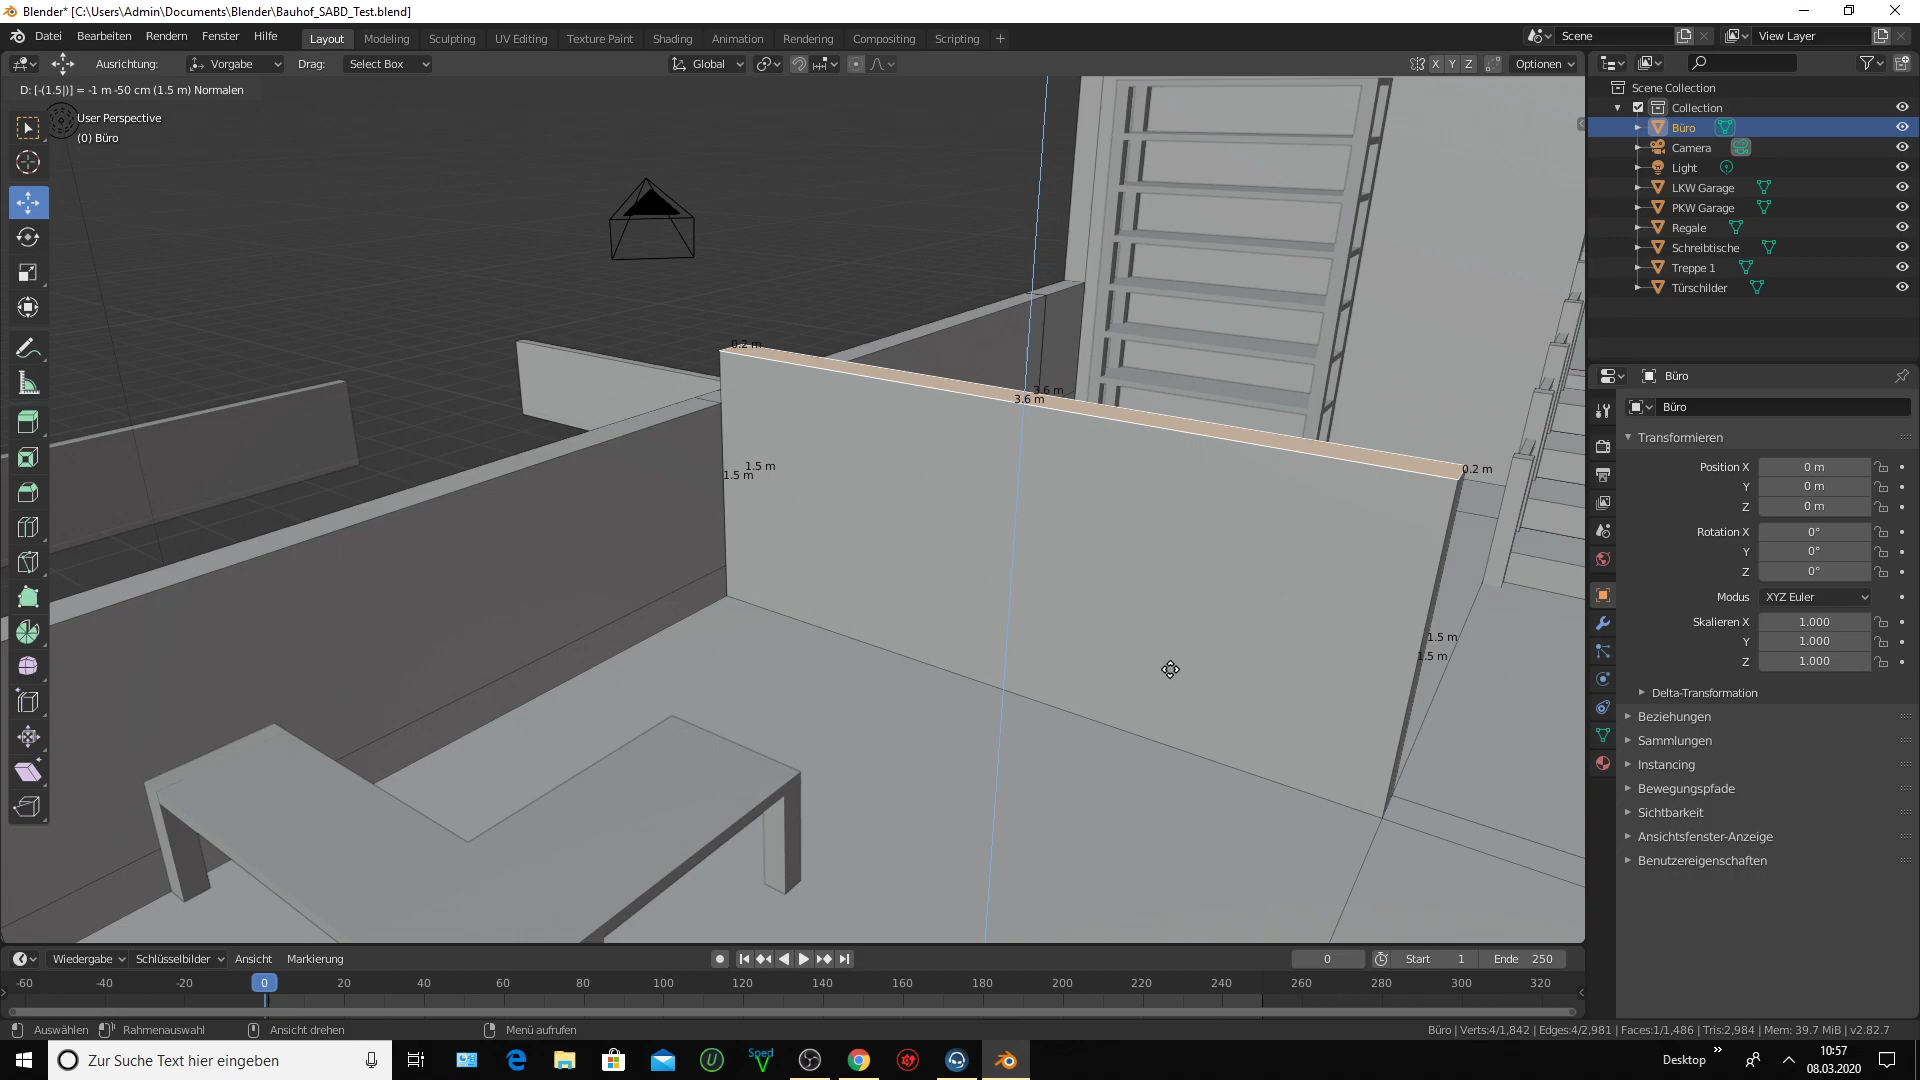 Blender* [C:\Users\Admin\Documents\Blender\Bauhof_SABD_Test.blend]
Datei Bearbeiten Rendern Fenster Hilfe Layout Modeling Sculpting UV Editing Texture Paint Shading Animation Rendering Compositing Scripting Scene View Layer
Ausrichtung: Vorgabe Drag: Select Box Global X Y Z Optionen
D: [-(1.5|)] = -1 m -50 cm (1.5 m) Normalen
User Perspective
(0) Büro
Scene Collection
Collection
Büro
Camera
Light
LKW Garage
PKW Garage
Regale
Schreibtische
Treppe 1
Türschilder
0.2 m
3.6 m
3.6 m
1.5 m
1.5 m
0.2 m
1.5 m
1.5 m
Büro
Büro
Transformieren
Position X 0 m
Y 0 m
Z 0 m
Rotation X 0°
Y 0°
Z 0°
Modus XYZ Euler
Skalieren X 1.000
Y 1.000
Z 1.000
Delta-Transformation
Beziehungen
Sammlungen
Instancing
Bewegungspfade
Sichtbarkeit
Ansichtsfenster-Anzeige
Benutzereigenschaften
Wiedergabe Schlüsselbilder Ansicht Markierung 0 Start 1 Ende 250
-60 -40 -20 0 20 40 60 80 100 120 140 160 180 200 220 240 260 280 300 320
Auswählen Rahmenauswahl Ansicht drehen Menü aufrufen Büro | Verts:4/1,842 | Edges:4/2,981 | Faces:1/1,486 | Tris:2,984 | Mem: 39.7 MiB | v2.82.7
Zur Suche Text hier eingeben Sped V Desktop 10:57
08.03.2020